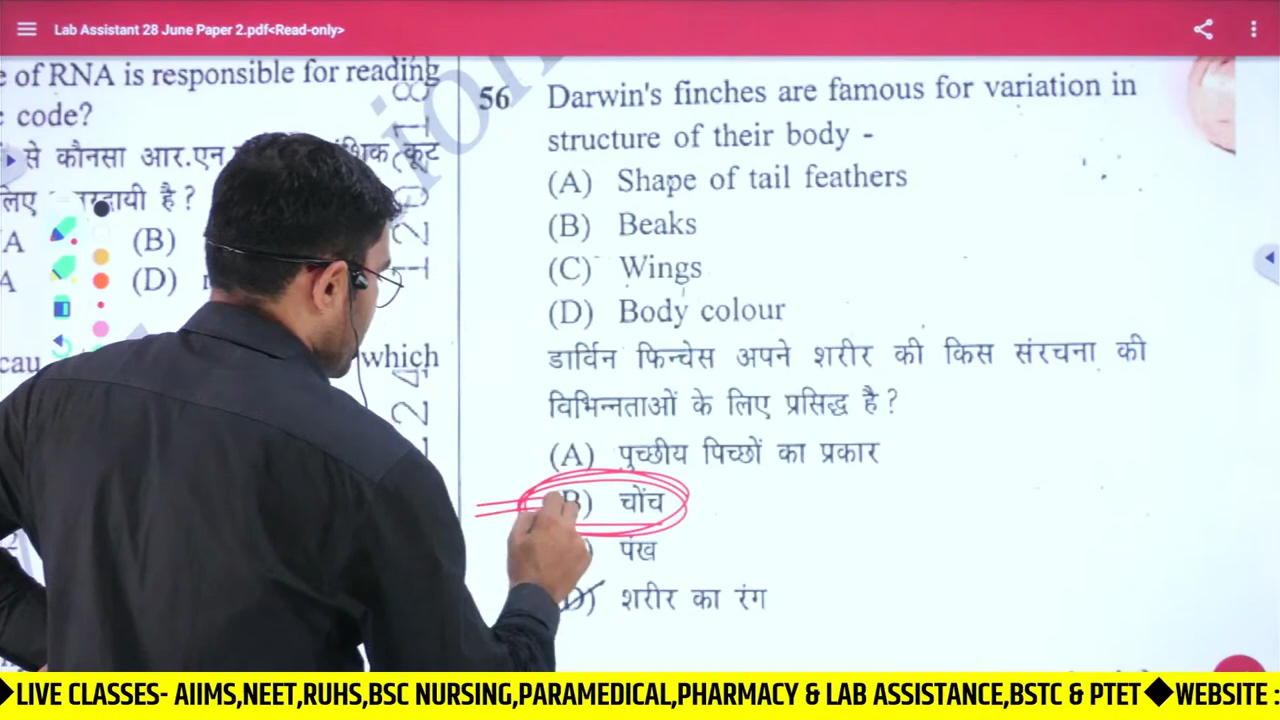 Lab Assistant 28 June Paper 2.pdf<Read-only>
e of RNA is responsible for reading
code?
से कौनसा आर.एन
कूट
लिए
है ?
A
(B)
A
(D)
cau
which
56 Darwin's finches are famous for variation in
structure of their body -
(A) Shape of tail feathers
(B) Beaks
(C) Wings
(D) Body colour
डार्विन फिन्चेस अपने शरीर की किस संरचना की
विभिन्नताओं के लिए प्रसिद्ध है ?
(A) पुच्छीय पिच्छों का प्रकार
B) चोंच
) पंख
D) शरीर का रंग
◆LIVE CLASSES- AIIMS,NEET,RUHS,BSC NURSING,PARAMEDICAL,PHARMACY & LAB ASSISTANCE,BSTC & PTET◆WEBSITE :